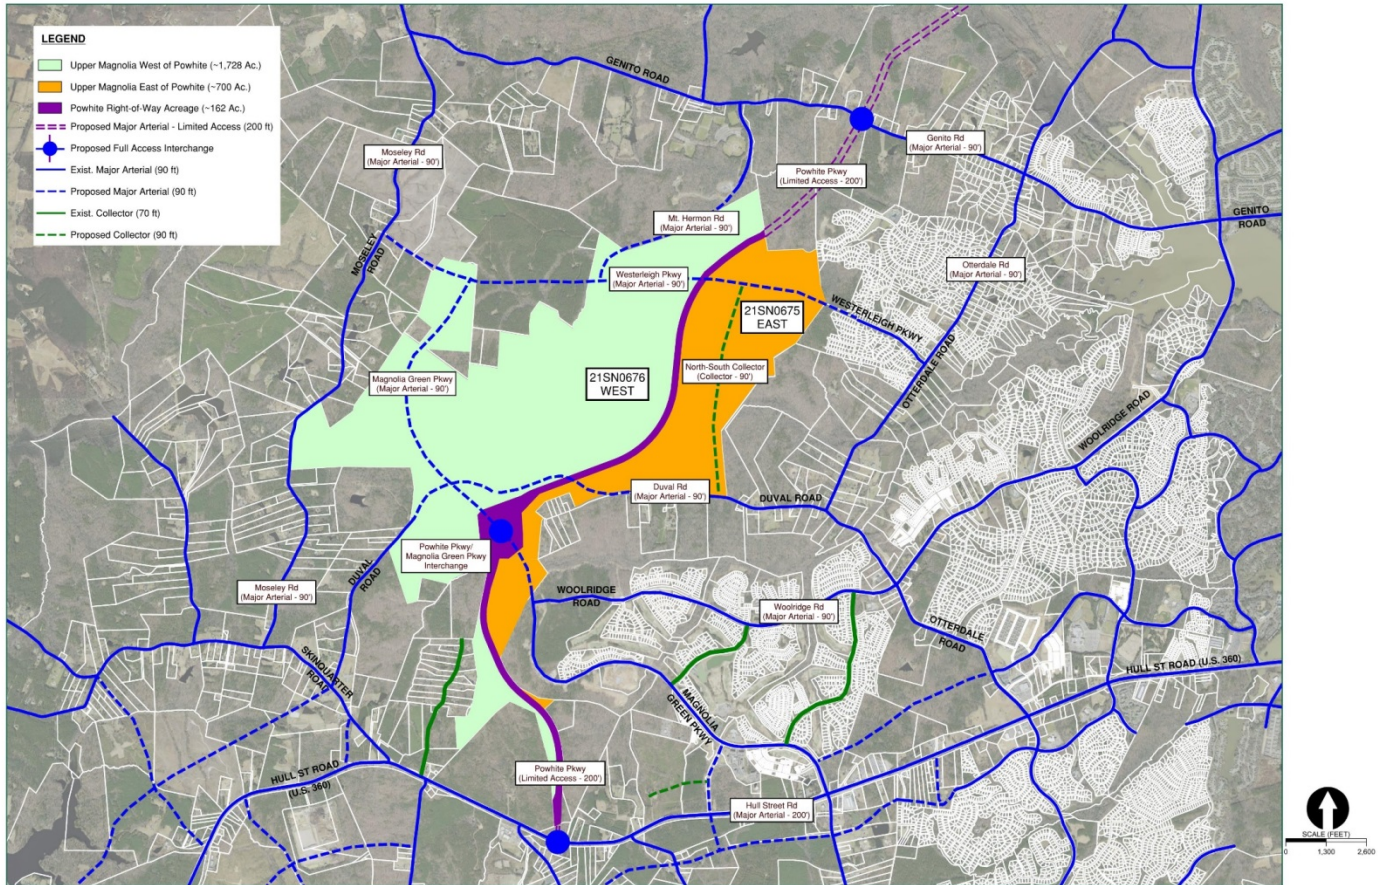 LEGEND
Upper Magnolia West of Powhite (~1,728 Ac.)
Upper Magnolia East of Powhite (~700 Ac.)
Powhite Right-of-Way Acreage (~162 Ac.)
Proposed Major Arterial - Limited Access (200 ft)
Proposed Full Access Interchange
Exist. Major Arterial (90 ft)
Proposed Major Arterial (90 ft)
Exist. Collector (70 ft)
Proposed Collector (90 ft)
GENITO ROAD
Moseley Rd
(Major Arterial - 90')
Genito Rd
(Major Arterial - 90')
Powhite Pkwy
(Limited Access - 200')
Mt. Hermon Rd
(Major Arterial - 90')
GENITO
ROAD
MOSELEY
ROAD
Westerleigh Pkwy
(Major Arterial - 90')
Otterdale Rd
(Major Arterial - 90')
WESTERLEIGH PKWY
21SN0675
EAST
OTTERDALE ROAD
21SN0676
WEST
North-South Collector
(Collector - 90')
Magnolia Green Pkwy
(Major Arterial - 90')
WOOLRIDGE ROAD
Duval Rd
(Major Arterial - 90')
DUVAL ROAD
Powhite Pkwy/
Magnolia Green Pkwy
Interchange
DUVAL
ROAD
Moseley Rd
(Major Arterial - 90')
WOOLRIDGE
ROAD
Woolridge Rd
(Major Arterial - 90')
OTTERDALE
ROAD
SKINQUARTER
ROAD
HULL ST ROAD (U.S. 360)
MAGNOLIA
GREEN PKWY
HULL ST ROAD
(U.S. 360)
Powhite Pkwy
(Limited Access - 200')
Hull Street Rd
(Major Arterial - 200')
SCALE (FEET)
0 1,300 2,600